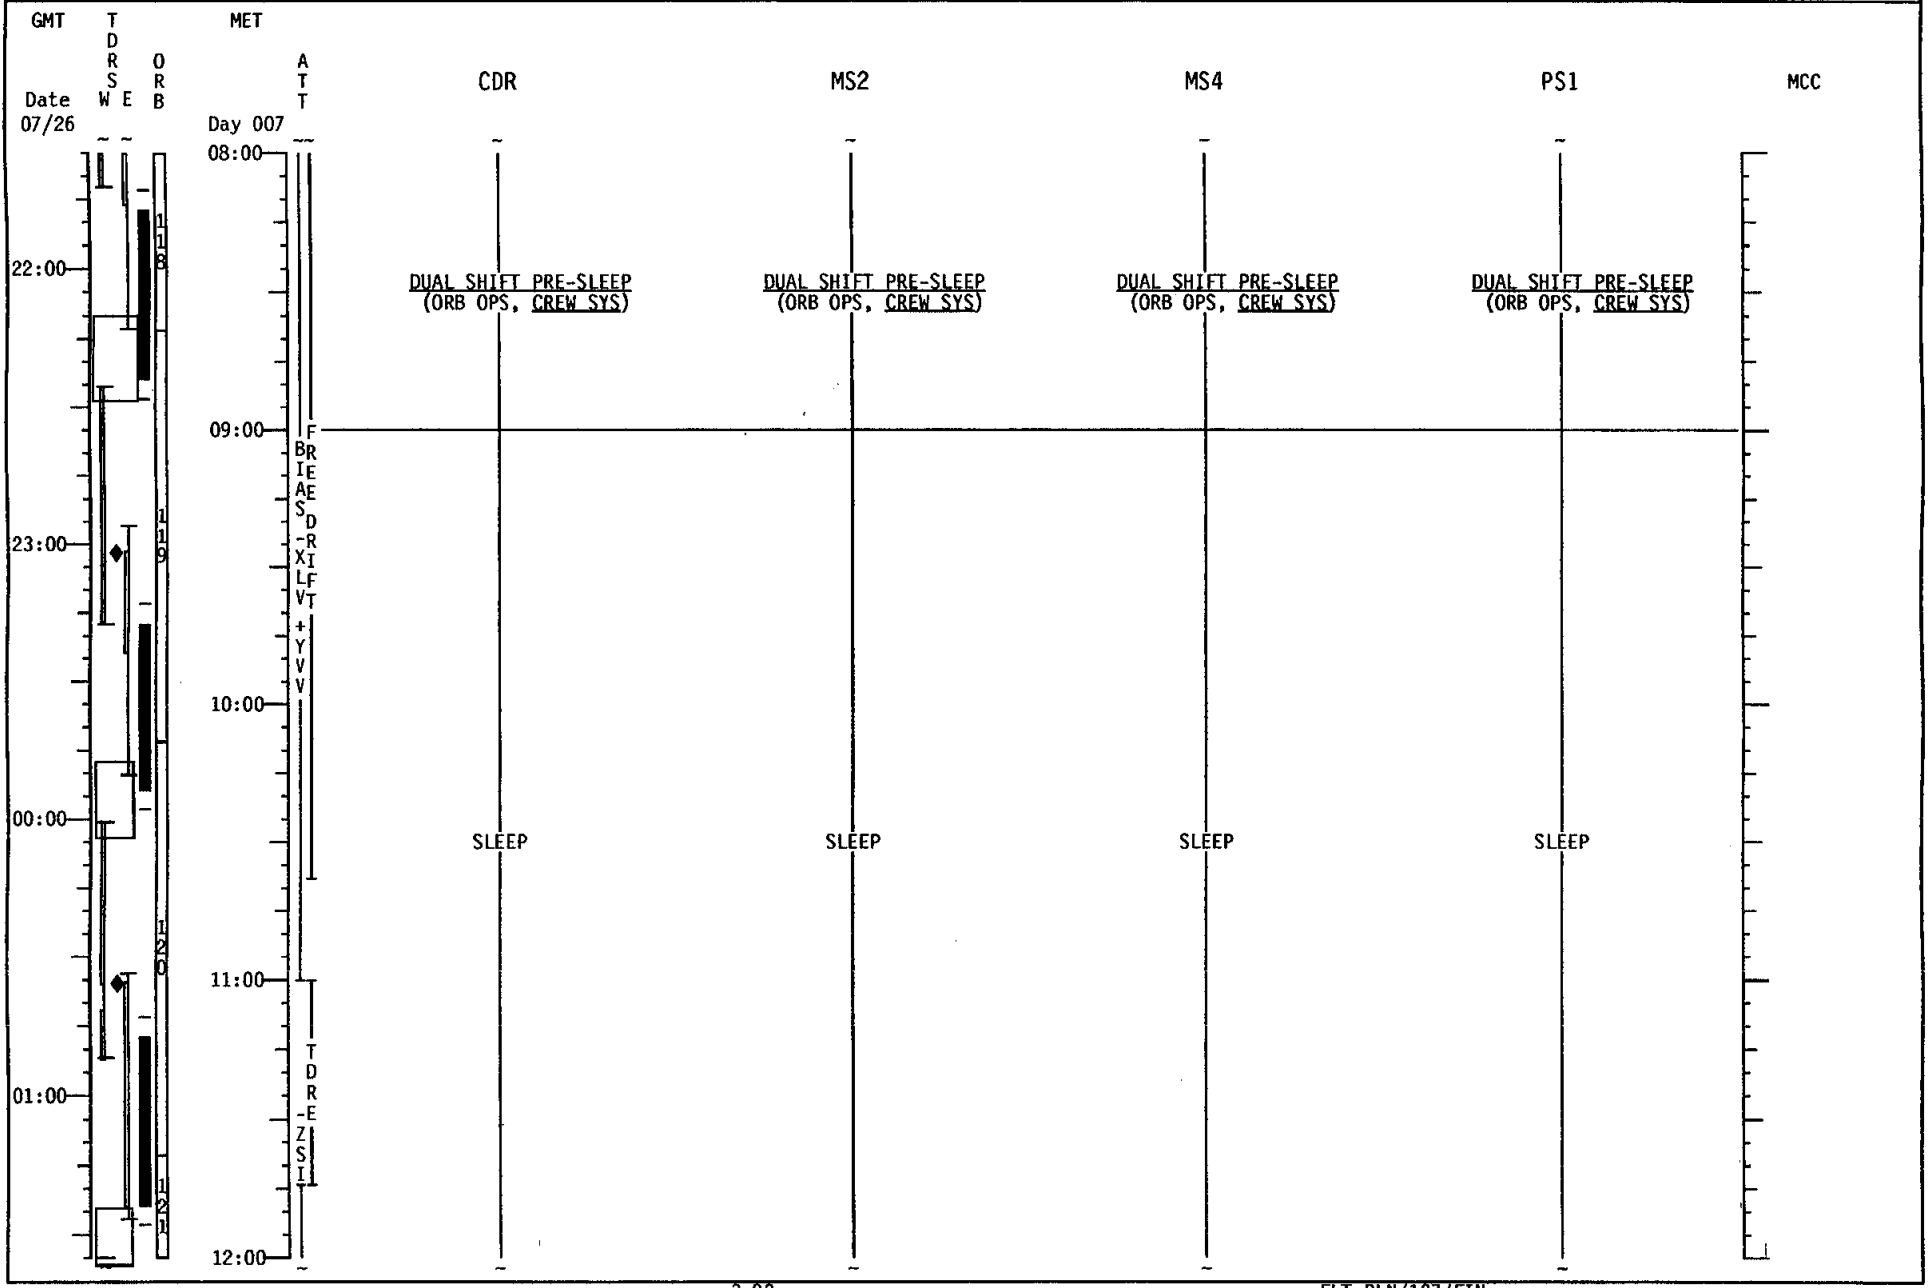 GMT
TDRS
MET
W E
ORB
ATT
CDR
MS2
MS4
PS1
MCC
Date
07/26
Day 007
08:00
118
22:00
DUAL SHIFT PRE-SLEEP
(ORB OPS, CREW SYS)
DUAL SHIFT PRE-SLEEP
(ORB OPS, CREW SYS)
DUAL SHIFT PRE-SLEEP
(ORB OPS, CREW SYS)
DUAL SHIFT PRE-SLEEP
(ORB OPS, CREW SYS)
09:00
BIAS -XLV +YVV
FREE DRIFT
119
23:00
10:00
00:00
SLEEP
SLEEP
SLEEP
SLEEP
120
11:00
TDRE
01:00
-ZSI
121
12:00